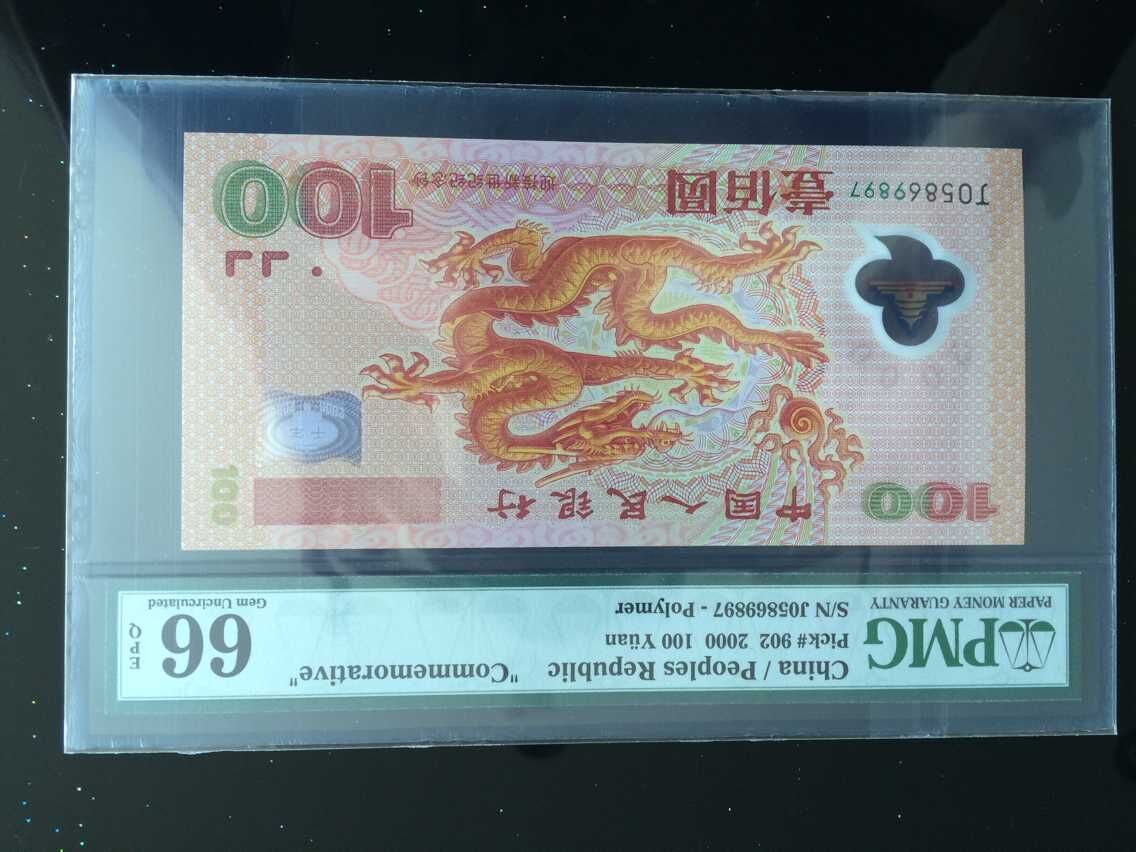 China / Peoples Republic "Commemorative"
Pick# 902 2000 100 Yüan
S/N J05869897 - Polymer
PMG
PAPER MONEY GUARANTY
66
EPQ
Gem Uncirculated
100
中国人民银行
100
千年
J05869897
壹佰圆
迎接新世纪纪念钞
100